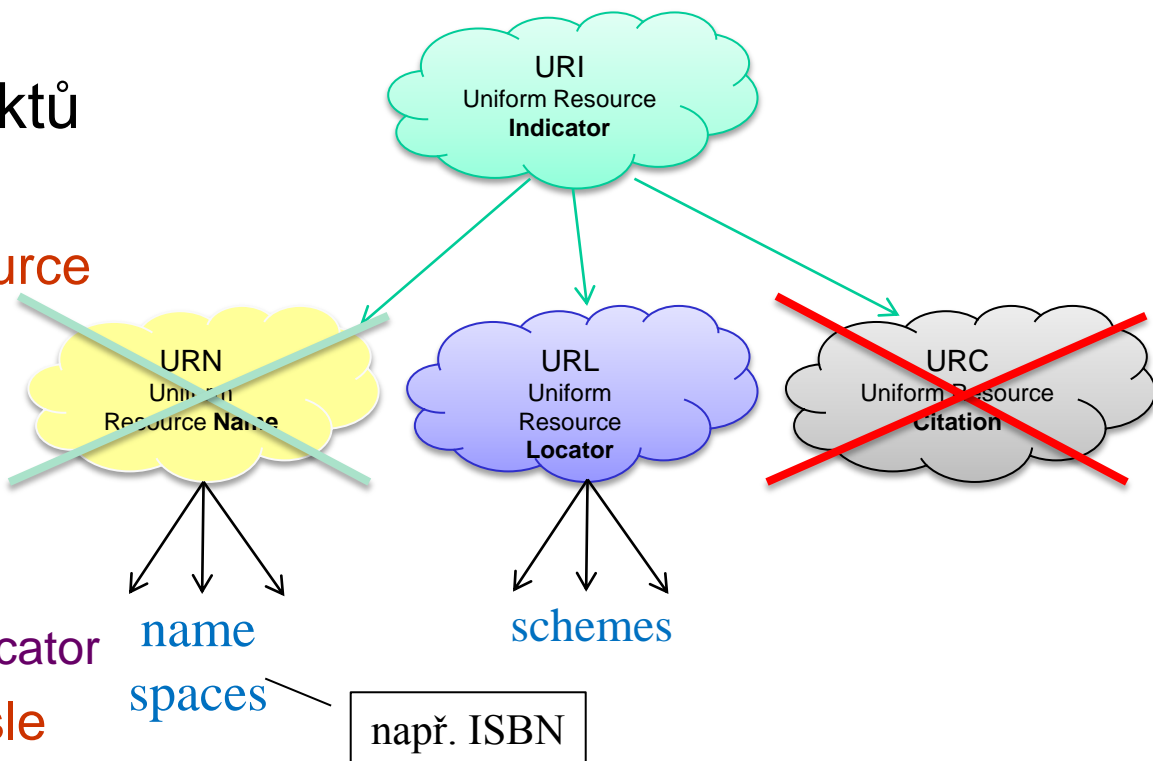 URI
Uniform Resource
Indicator
ktů
urce
URN
Uniform
Resource Name
URL
Uniform
Resource
Locator
URC
Uniform Resource
Citation
cator
sle
name
spaces
schemes
např. ISBN